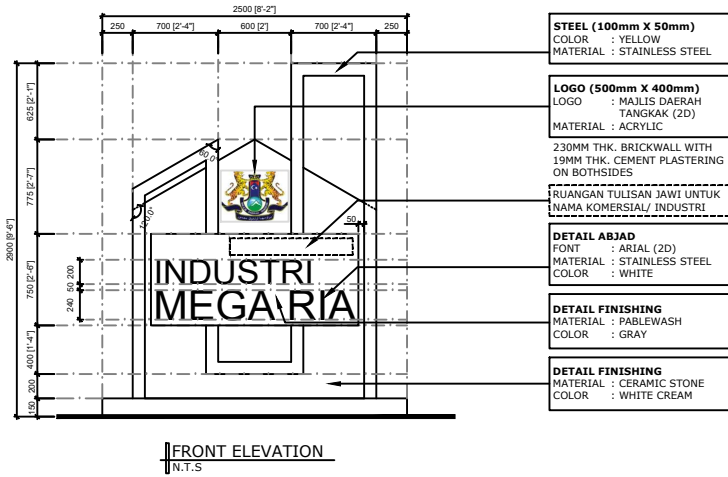 2500 [8'-2"]
250
700 [2'-4"]
600 [2']
700 [2'-4"]
250
2900 [9'-6"]
625 [2'-1"]
775 [2'-7"]
750 [2'-6"]
400 [1'-4"]
200
150
200
50
240
60.0°
120.0°
50
INDUSTRI
MEGA RIA
STEEL (100mm X 50mm)
COLOR : YELLOW
MATERIAL : STAINLESS STEEL
LOGO (500mm X 400mm)
LOGO : MAJLIS DAERAH
TANGKAK (2D)
MATERIAL : ACRYLIC
230MM THK. BRICKWALL WITH
19MM THK. CEMENT PLASTERING
ON BOTHSIDES
RUANGAN TULISAN JAWI UNTUK
NAMA KOMERSIAL/ INDUSTRI
DETAIL ABJAD
FONT : ARIAL (2D)
MATERIAL : STAINLESS STEEL
COLOR : WHITE
DETAIL FINISHING
MATERIAL : PABLEWASH
COLOR : GRAY
DETAIL FINISHING
MATERIAL : CERAMIC STONE
COLOR : WHITE CREAM
FRONT ELEVATION
N.T.S